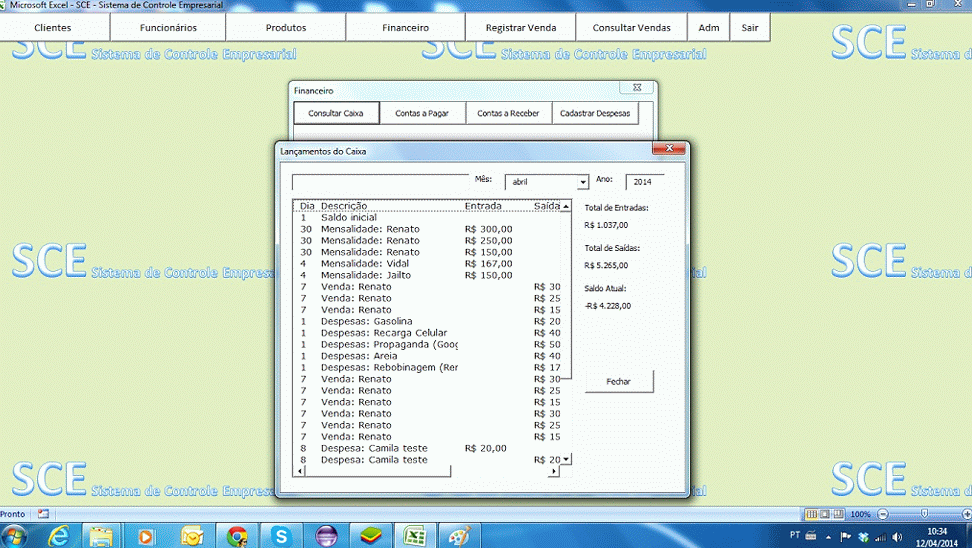 Microsoft Excel - SCE - Sistema de Controle Empresarial
Clientes Funcionários Produtos Financeiro Registrar Venda Consultar Vendas Adm Sair
SCE Sistema de Controle Empresarial SCE Sistema de Controle Empresarial SCE Sistema d
Financeiro
Consultar Caixa Contas a Pagar Contas a Receber Cadastrar Despesas
Lançamentos do Caixa
Mês: abril Ano: 2014
Dia Descrição Entrada Saída
1 Saldo inicial
30 Mensalidade: Renato R$ 300,00
30 Mensalidade: Renato R$ 250,00
30 Mensalidade: Renato R$ 150,00
4 Mensalidade: Vidal R$ 167,00
4 Mensalidade: Jailto R$ 150,00
7 Venda: Renato R$ 30
7 Venda: Renato R$ 25
7 Venda: Renato R$ 15
1 Despesas: Gasolina R$ 20
1 Despesas: Recarga Celular R$ 40
1 Despesas: Propaganda (Goog R$ 50
1 Despesas: Areia R$ 40
1 Despesas: Rebobinagem (Rer R$ 17
7 Venda: Renato R$ 30
7 Venda: Renato R$ 25
7 Venda: Renato R$ 15
7 Venda: Renato R$ 30
7 Venda: Renato R$ 25
7 Venda: Renato R$ 15
8 Despesa: Camila teste R$ 20,00
8 Despesa: Camila teste R$ 20
Total de Entradas:
R$ 1.037,00
Total de Saídas:
R$ 5.265,00
Saldo Atual:
-R$ 4.228,00
Fechar
SCE Sistema de Controle Empresa SCE Sistema d
SCE Sistema de Controle Empresa rial SCE Sistema d
Pronto 100%
PT 10:34
12/04/2014